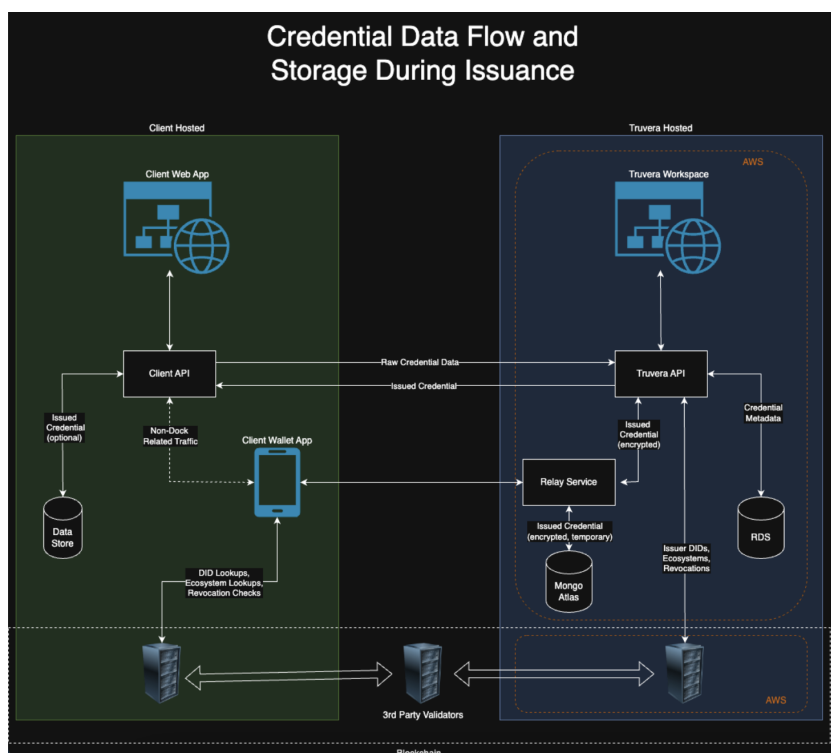 Credential Data Flow and
Storage During Issuance
Client Hosted
Truvera Hosted
AWS
Client Web App
Truvera Workspace
Client API
Raw Credential Data
Issued Credential
Truvera API
Issued
Credential
(optional)
Non-Dock
Related Traffic
Client Wallet App
Issued
Credential
(encrypted)
Credential
Metadata
Relay Service
Data
Store
Issued Credential
(encrypted, temporary)
RDS
Issuer DIDs,
Ecosystems,
Revocations
Mongo
Atlas
DID Lookups,
Ecosystem Lookups,
Revocation Checks
3rd Party Validators
AWS
Blockchain